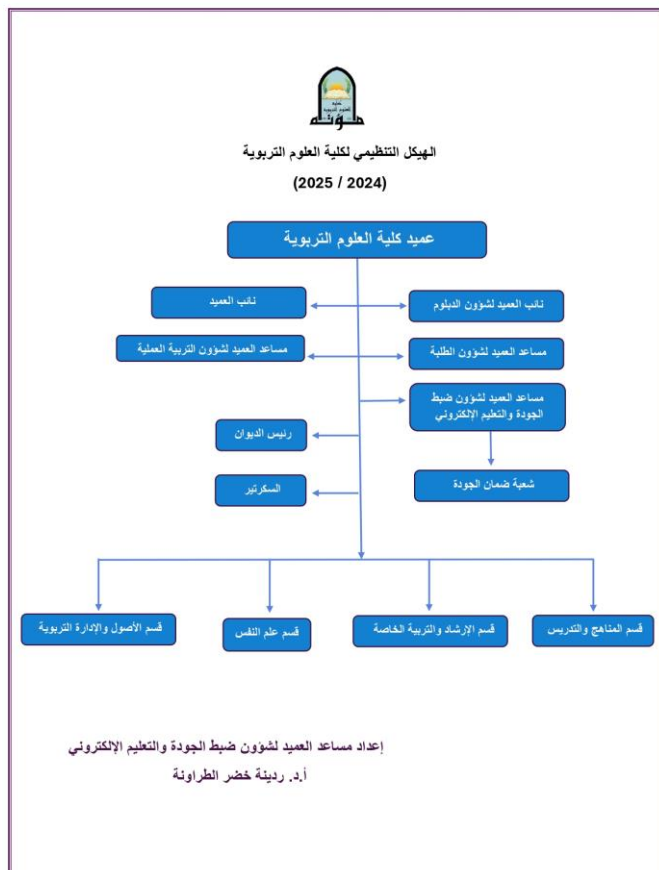 كلية
العلوم التربوية
مؤتة
الهيكل التنظيمي لكلية العلوم التربوية
(2025 / 2024)
عميد كلية العلوم التربوية
نائب العميد لشؤون الدبلوم
نائب العميد
مساعد العميد لشؤون الطلبة
مساعد العميد لشؤون التربية العملية
مساعد العميد لشؤون ضبط
الجودة والتعليم الإلكتروني
رئيس الديوان
شعبة ضمان الجودة
السكرتير
قسم المناهج والتدريس
قسم الإرشاد والتربية الخاصة
قسم علم النفس
قسم الأصول والإدارة التربوية
إعداد مساعد العميد لشؤون ضبط الجودة والتعليم الإلكتروني
أ.د. ردينة خضر الطراونة